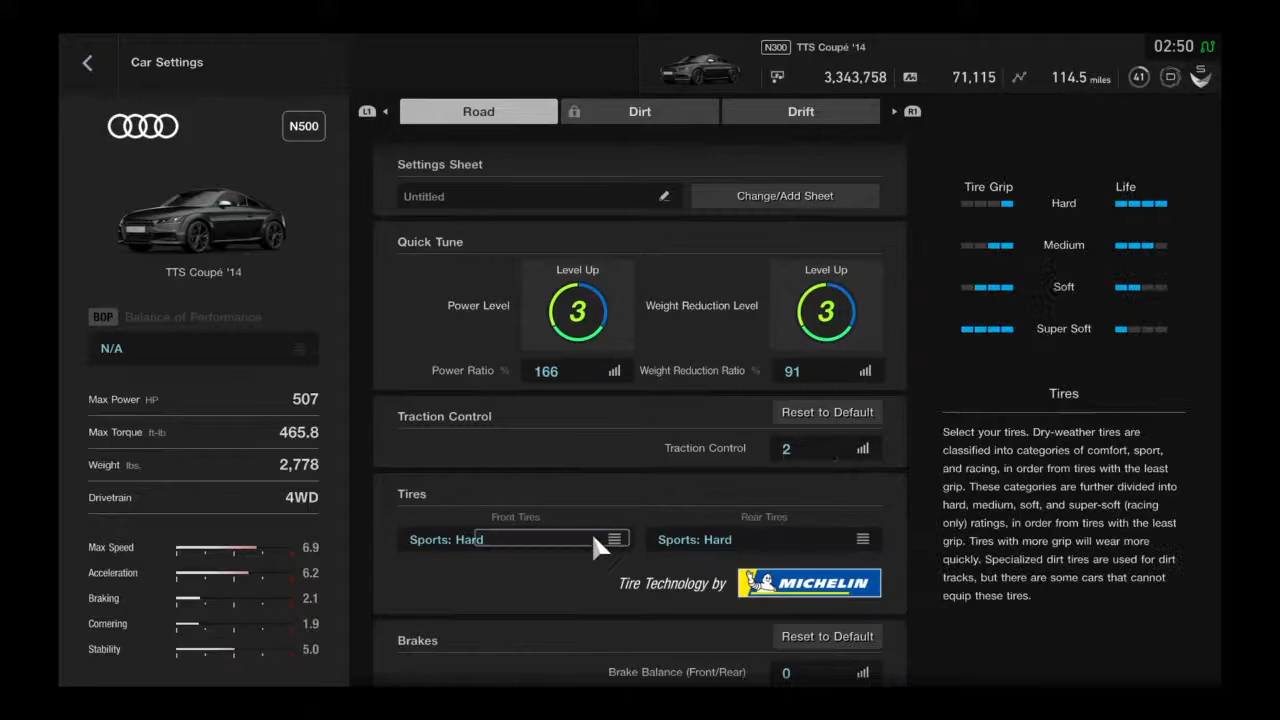 Car Settings
N300 TTS Coupé '14
02:50
3,343,758
71,115
114.5 miles
41
D
S
N500
TTS Coupé '14
BOP Balance of Performance
N/A
Max Power HP 507
Max Torque ft-lb 465.8
Weight lbs. 2,778
Drivetrain 4WD
Max Speed 6.9
Acceleration 6.2
Braking 2.1
Cornering 1.9
Stability 5.0
L1 Road Dirt Drift R1
Settings Sheet
Untitled Change/Add Sheet
Quick Tune
Level Up Level Up
Power Level 3 Weight Reduction Level 3
Power Ratio % 166 Weight Reduction Ratio % 91
Traction Control Reset to Default
Traction Control 2
Tires
Front Tires Rear Tires
Sports: Hard Sports: Hard
Tire Technology by MICHELIN
Brakes Reset to Default
Brake Balance (Front/Rear) 0
Tire Grip Life
Hard
Medium
Soft
Super Soft
Tires
Select your tires. Dry-weather tires are
classified into categories of comfort, sport,
and racing, in order from tires with the least
grip. These categories are further divided into
hard, medium, soft, and super-soft (racing
only) ratings, in order from tires with the least
grip. Tires with more grip will wear more
quickly. Specialized dirt tires are used for dirt
tracks, but there are some cars that cannot
equip these tires.